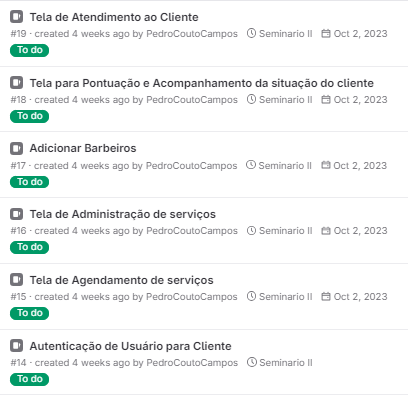 Tela de Atendimento ao Cliente
#19 · created 4 weeks ago by PedroCoutoCampos Seminario II Oct 2, 2023
To do
Tela para Pontuação e Acompanhamento da situação do cliente
#18 · created 4 weeks ago by PedroCoutoCampos Seminario II Oct 2, 2023
To do
Adicionar Barbeiros
#17 · created 4 weeks ago by PedroCoutoCampos Seminario II Oct 2, 2023
To do
Tela de Administração de serviços
#16 · created 4 weeks ago by PedroCoutoCampos Seminario II Oct 2, 2023
To do
Tela de Agendamento de serviços
#15 · created 4 weeks ago by PedroCoutoCampos Seminario II Oct 2, 2023
To do
Autenticação de Usuário para Cliente
#14 · created 4 weeks ago by PedroCoutoCampos Seminario II
To do